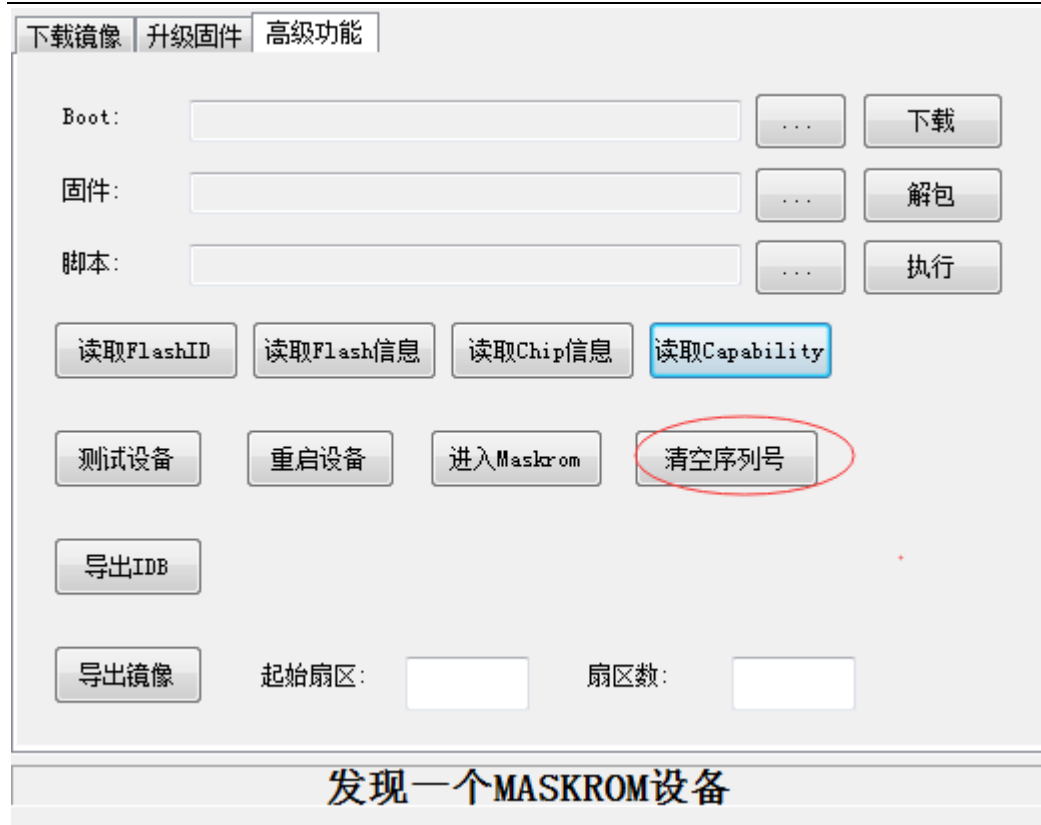 下载镜像 升级固件 高级功能
Boot: ... 下载
固件: ... 解包
脚本: ... 执行
读取FlashID 读取Flash信息 读取Chip信息 读取Capability
测试设备 重启设备 进入Maskrom 清空序列号
导出IDB
导出镜像 起始扇区: 扇区数:
发现一个MASKROM设备